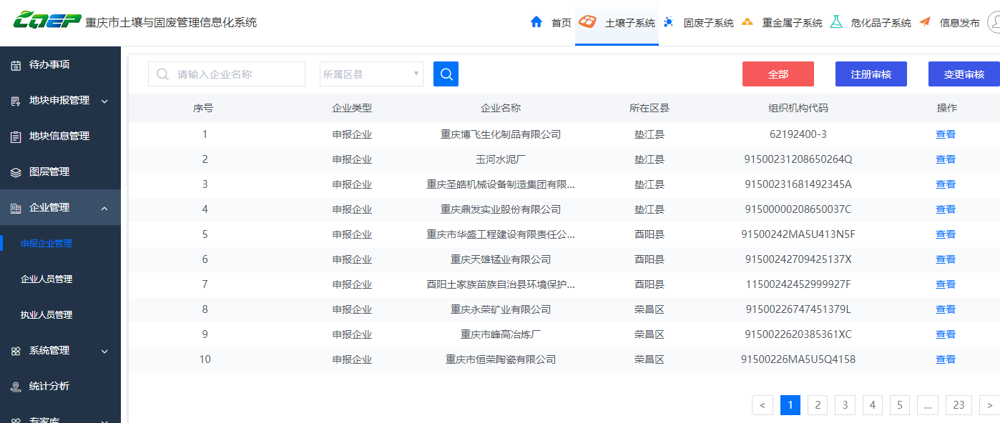 CQEP 重庆市土壤与固废管理信息化系统
首页 土壤子系统 固废子系统 重金属子系统 危化品子系统 信息发布
待办事项
地块申报管理
地块信息管理
图层管理
企业管理
申报企业管理
企业人员管理
执业人员管理
系统管理
统计分析
专家库
请输入企业名称 所属区县 全部 注册审核 变更审核
序号 企业类型 企业名称 所在区县 组织机构代码 操作
1 申报企业 重庆博飞生化制品有限公司 垫江县 62192400-3 查看
2 申报企业 玉河水泥厂 垫江县 91500231208650264Q 查看
3 申报企业 重庆圣皓机械设备制造集团有限... 垫江县 91500231681492345A 查看
4 申报企业 重庆鼎发实业股份有限公司 垫江县 91500000208650037C 查看
5 申报企业 重庆市华盛工程建设有限责任公... 酉阳县 91500242MA5U413N5F 查看
6 申报企业 重庆天雄锰业有限公司 酉阳县 91500242709425137X 查看
7 申报企业 酉阳土家族苗族自治县环境保护... 酉阳县 11500242452999927F 查看
8 申报企业 重庆永荣矿业有限公司 荣昌区 91500226747451379L 查看
9 申报企业 重庆市峰高冶炼厂 荣昌区 9150022620385361XC 查看
10 申报企业 重庆市恒荣陶瓷有限公司 荣昌区 91500226MA5U5Q4158 查看
< 1 2 3 4 5 ... 23 >